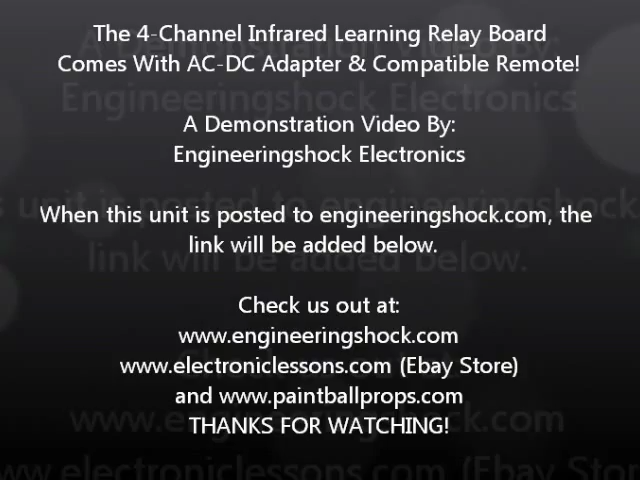 The 4-Channel Infrared Learning Relay Board
Comes With AC-DC Adapter & Compatible Remote!
A Demonstration Video By:
Engineeringshock Electronics
When this unit is posted to engineeringshock.com, the
link will be added below.
Check us out at:
www.engineeringshock.com
www.electroniclessons.com (Ebay Store)
and www.paintballprops.com
THANKS FOR WATCHING!